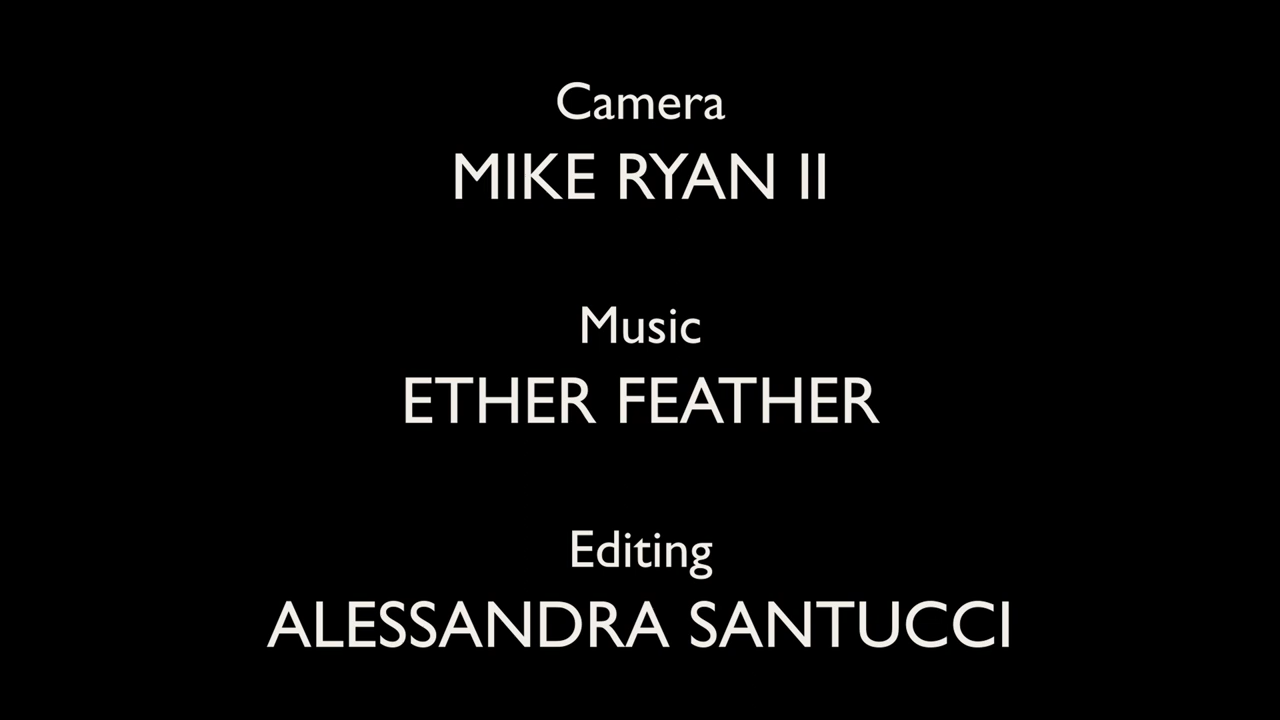 Camera
MIKE RYAN II
Music
ETHER FEATHER
Editing
ALESSANDRA SANTUCCI